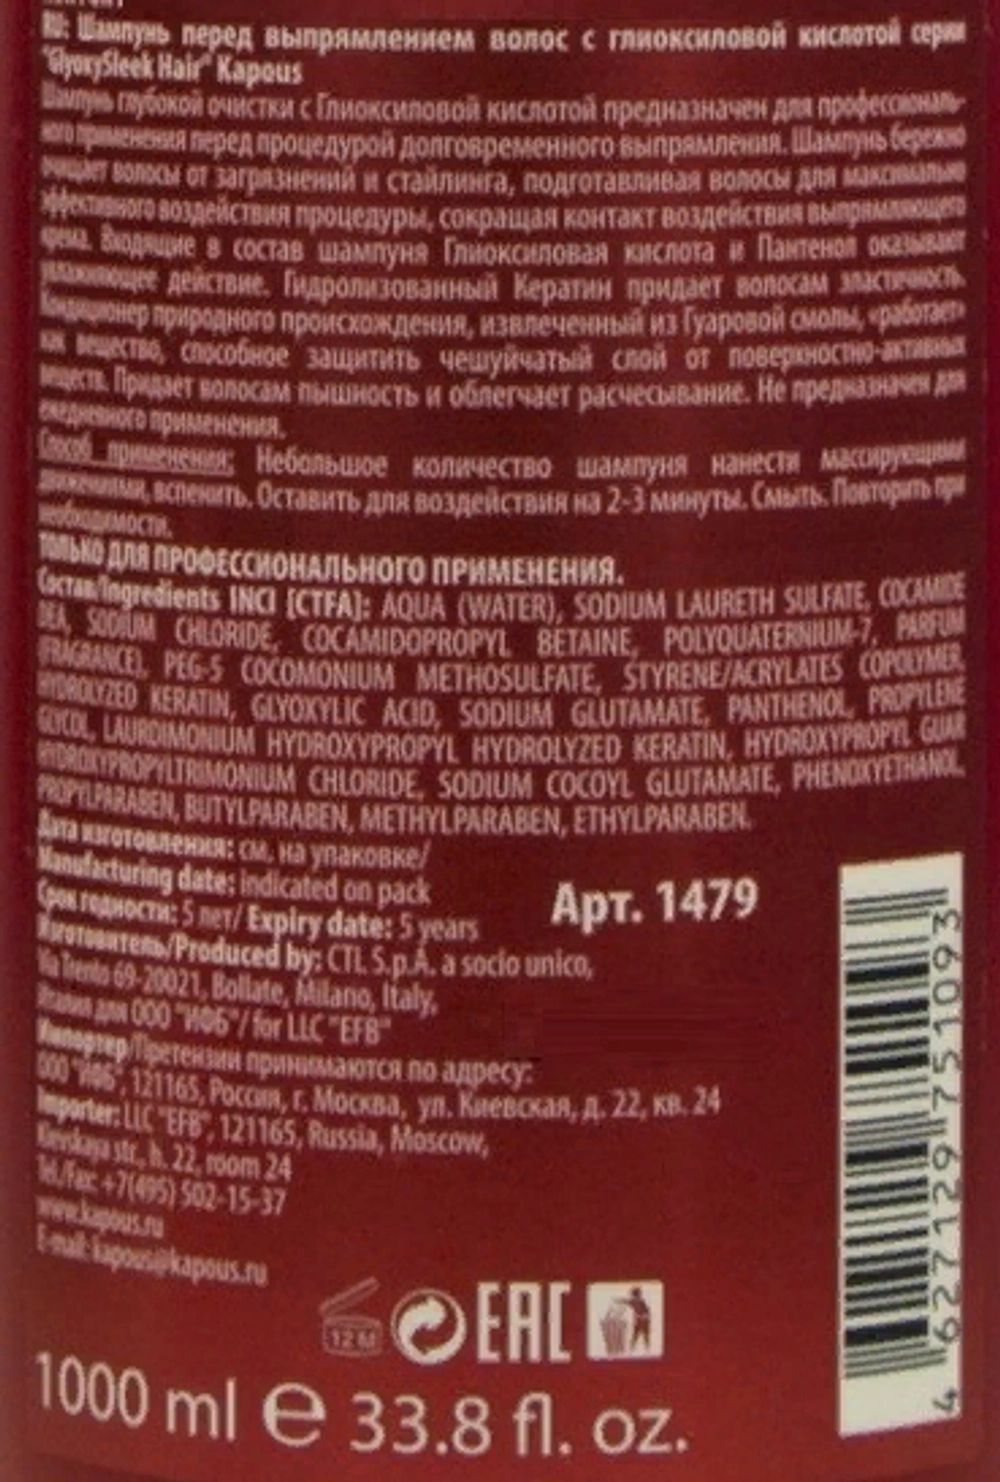 RU: Шампунь перед выпрямлением волос с глиоксиловой кислотой серии
"GlyoxySleek Hair" Kapous
Шампунь глубокой очистки с Глиоксиловой кислотой предназначен для профессиональ-
ного применения перед процедурой долговременного выпрямления. Шампунь бережно
очищает волосы от загрязнений и стайлинга, подготавливая волосы для максимально
эффективного воздействия процедуры, сокращая контакт воздействия выпрямляющего
крема. Входящие в состав шампуня Глиоксиловая кислота и Пантенол оказывают
увлажняющее действие. Гидролизованный Кератин придает волосам эластичность.
Кондиционер природного происхождения, извлеченный из Гуаровой смолы, «работает»
как вещество, способное защитить чешуйчатый слой от поверхностно-активных
веществ. Придает волосам пышность и облегчает расчесывание. Не предназначен для
ежедневного применения.
Способ применения: Небольшое количество шампуня нанести массирующими
движениями, вспенить. Оставить для воздействия на 2-3 минуты. Смыть. Повторить при
необходимости.
ТОЛЬКО ДЛЯ ПРОФЕССИОНАЛЬНОГО ПРИМЕНЕНИЯ.
Состав/Ingredients INCI (CTFA): AQUA (WATER), SODIUM LAURETH SULFATE, COCAMIDE
DEA, SODIUM CHLORIDE, COCAMIDOPROPYL BETAINE, POLYQUATERNIUM-7, PARFUM
(FRAGRANCE), PEG-5 COCOMONIUM METHOSULFATE, STYRENE/ACRYLATES COPOLYMER,
HYDROLYZED KERATIN, GLYOXYLIC ACID, SODIUM GLUTAMATE, PANTHENOL, PROPYLENE
GLYCOL, LAURDIMONIUM HYDROXYPROPYL HYDROLYZED KERATIN, HYDROXYPROPYL GUAR
HYDROXYPROPYLTRIMONIUM CHLORIDE, SODIUM COCOYL GLUTAMATE, PHENOXYETHANOL,
PROPYLPARABEN, BUTYLPARABEN, METHYLPARABEN, ETHYLPARABEN.
Дата изготовления: см. на упаковке/
Manufacturing date: indicated on pack
Срок годности: 5 лет/ Expiry date: 5 years
Арт. 1479
Изготовитель/Produced by: CTL S.p.A. a socio unico,
Via Trento 69-20021, Bollate, Milano, Italy,
Италия для ООО "ИФБ"/ for LLC "EFB"
Импортер/Претензии принимаются по адресу:
ООО "ИФБ", 121165, Россия, г. Москва, ул. Киевская, д. 22, кв. 24
Importer: LLC "EFB", 121165, Russia, Moscow,
Kievskaya str., h. 22, room 24
Tel./Fax: +7(495) 502-15-37
www.kapous.ru
E-mail: kapous@kapous.ru
4 627129 751093
12 M
EAC
1000 ml e 33.8 fl. oz.